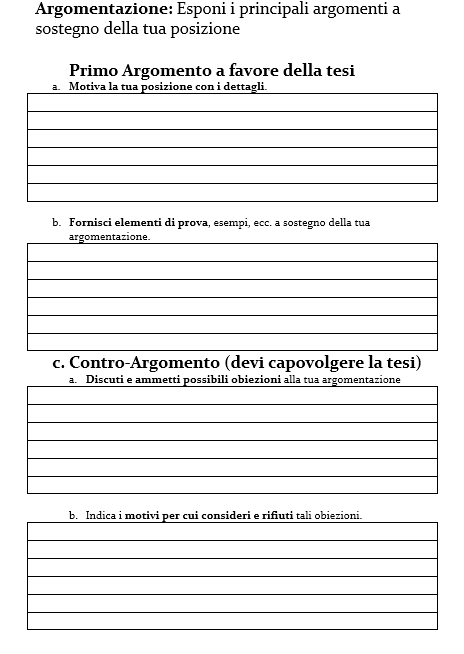 Argomentazione: Esponi i principali argomenti a
sostegno della tua posizione
Primo Argomento a favore della tesi
a. Motiva la tua posizione con i dettagli.
b. Fornisci elementi di prova, esempi, ecc. a sostegno della tua
argomentazione.
c. Contro-Argomento (devi capovolgere la tesi)
a. Discuti e ammetti possibili obiezioni alla tua argomentazione
b. Indica i motivi per cui consideri e rifiuti tali obiezioni.